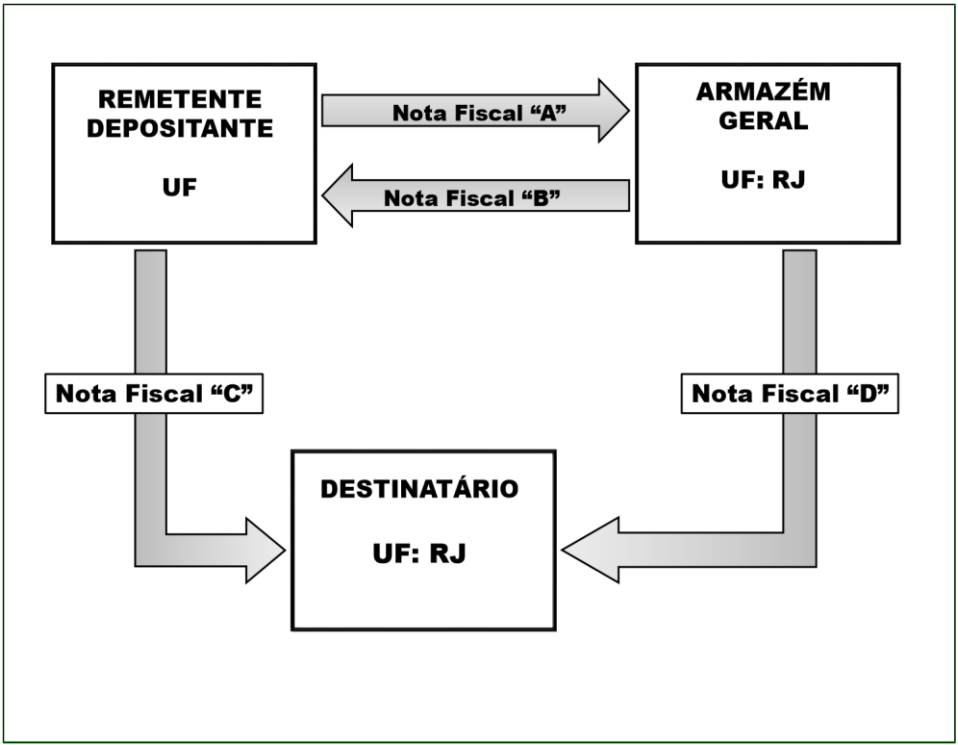 REMETENTE
DEPOSITANTE
UF
Nota Fiscal “A”
Nota Fiscal “B”
ARMAZÉM
GERAL
UF: RJ
Nota Fiscal “C”
Nota Fiscal “D”
DESTINATÁRIO
UF: RJ